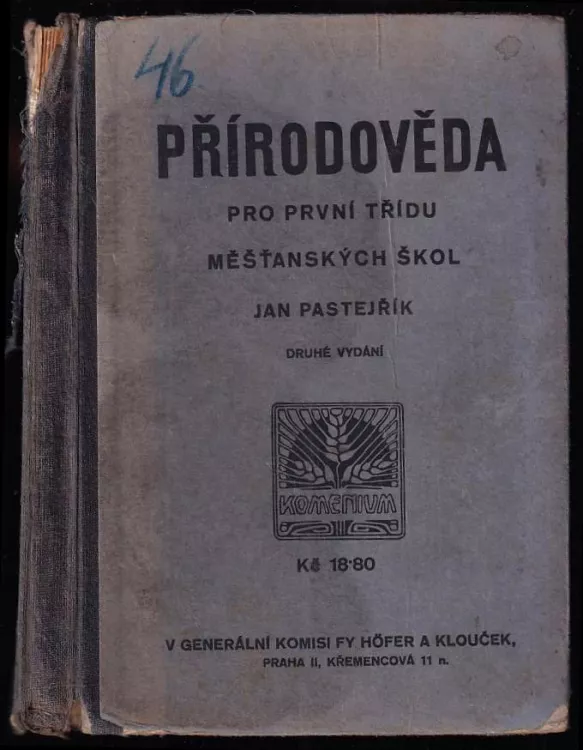 46
PŘÍRODOVĚDA
PRO PRVNÍ TŘÍDU
MĚŠŤANSKÝCH ŠKOL
JAN PASTEJŘÍK
DRUHÉ VYDÁNÍ
KOMENIUM
Kč 18·80
V GENERÁLNÍ KOMISI FY HÖFER A KLOUČEK,
PRAHA II, KŘEMENCOVÁ 11 n.